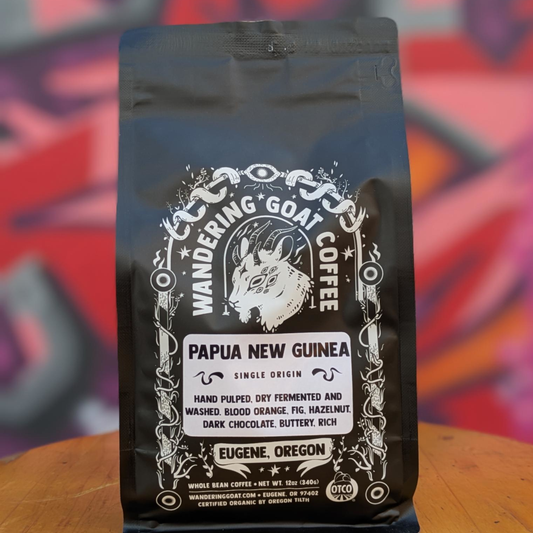 WANDERING GOAT COFFEE
PAPUA NEW GUINEA
SINGLE ORIGIN
HAND PULPED, DRY FERMENTED AND
WASHED. BLOOD ORANGE, FIG, HAZELNUT,
DARK CHOCOLATE, BUTTERY, RICH
EUGENE, OREGON
WHOLE BEAN COFFEE • NET WT. 12oz (340g)
WANDERINGGOAT.COM • EUGENE, OR 97402
CERTIFIED ORGANIC BY OREGON TILTH
OTCO